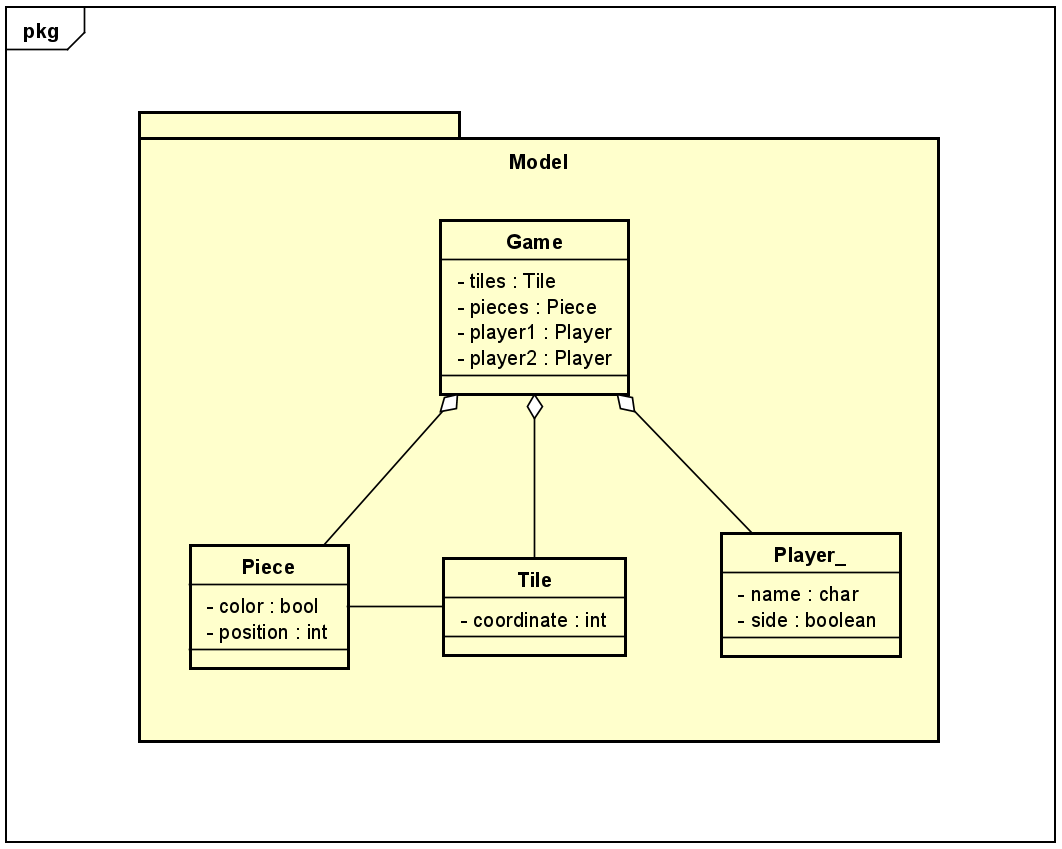 pkg
Model
Game
- tiles : Tile
- pieces : Piece
- player1 : Player
- player2 : Player
Piece
- color : bool
- position : int
Tile
- coordinate : int
Player_
- name : char
- side : boolean